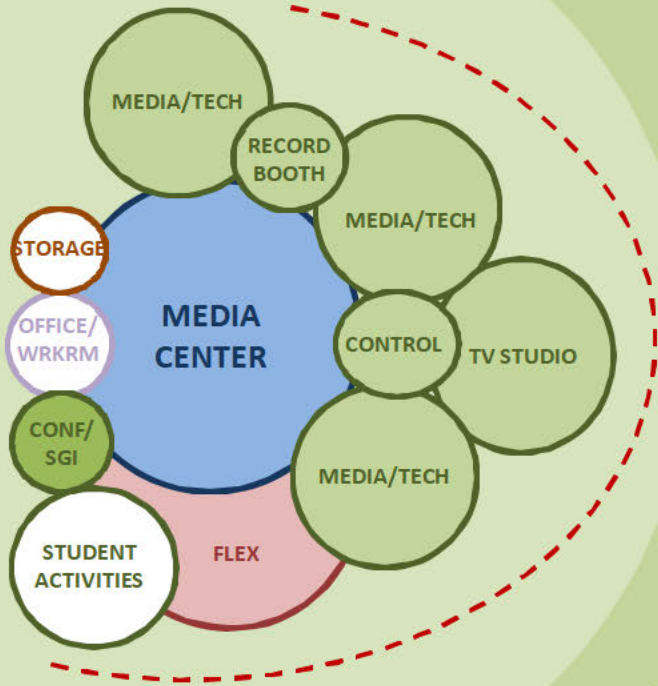 MEDIA/TECH
RECORD
BOOTH
MEDIA/TECH
STORAGE
OFFICE/
WRKRM
MEDIA
CENTER
CONTROL
TV STUDIO
CONF/
SGI
MEDIA/TECH
STUDENT
ACTIVITIES
FLEX